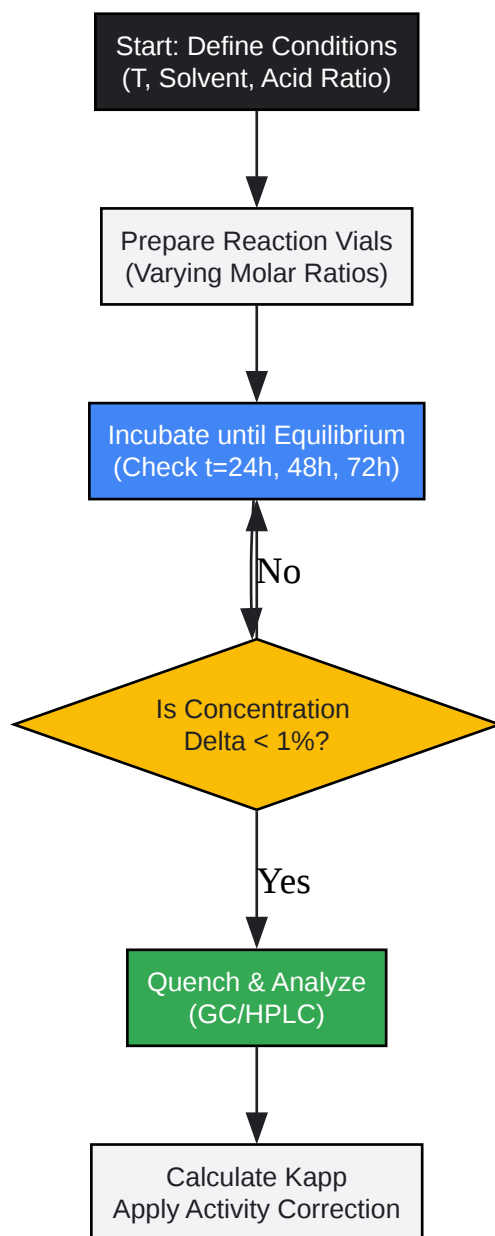 Start: Define Conditions
(T, Solvent, Acid Ratio)
Prepare Reaction Vials
(Varying Molar Ratios)
Incubate until Equilibrium
(Check t=24h, 48h, 72h)
No
Is Concentration
Delta < 1%?
Yes
Quench & Analyze
(GC/HPLC)
Calculate Kapp
Apply Activity Correction